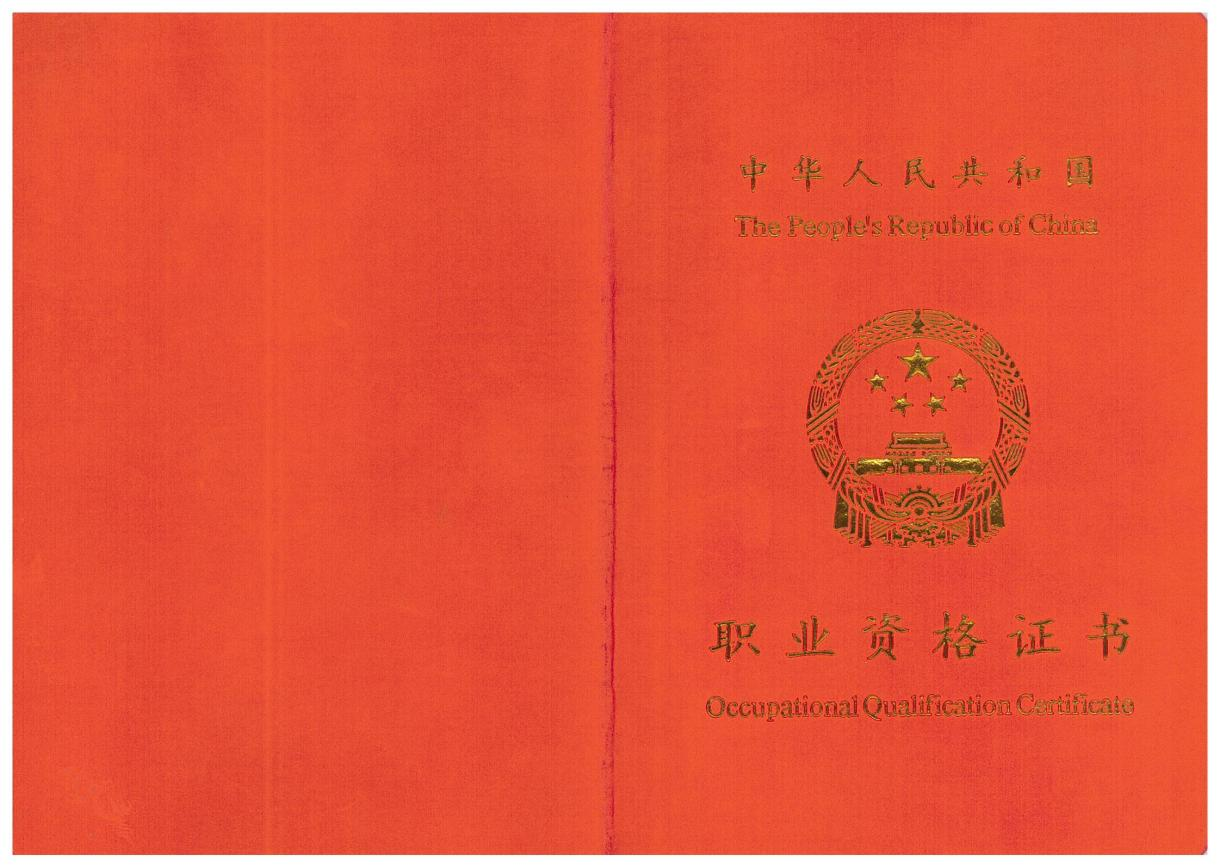 中华人民共和国
The People's Republic of China
职业资格证书
Occupational Qualification Certificate